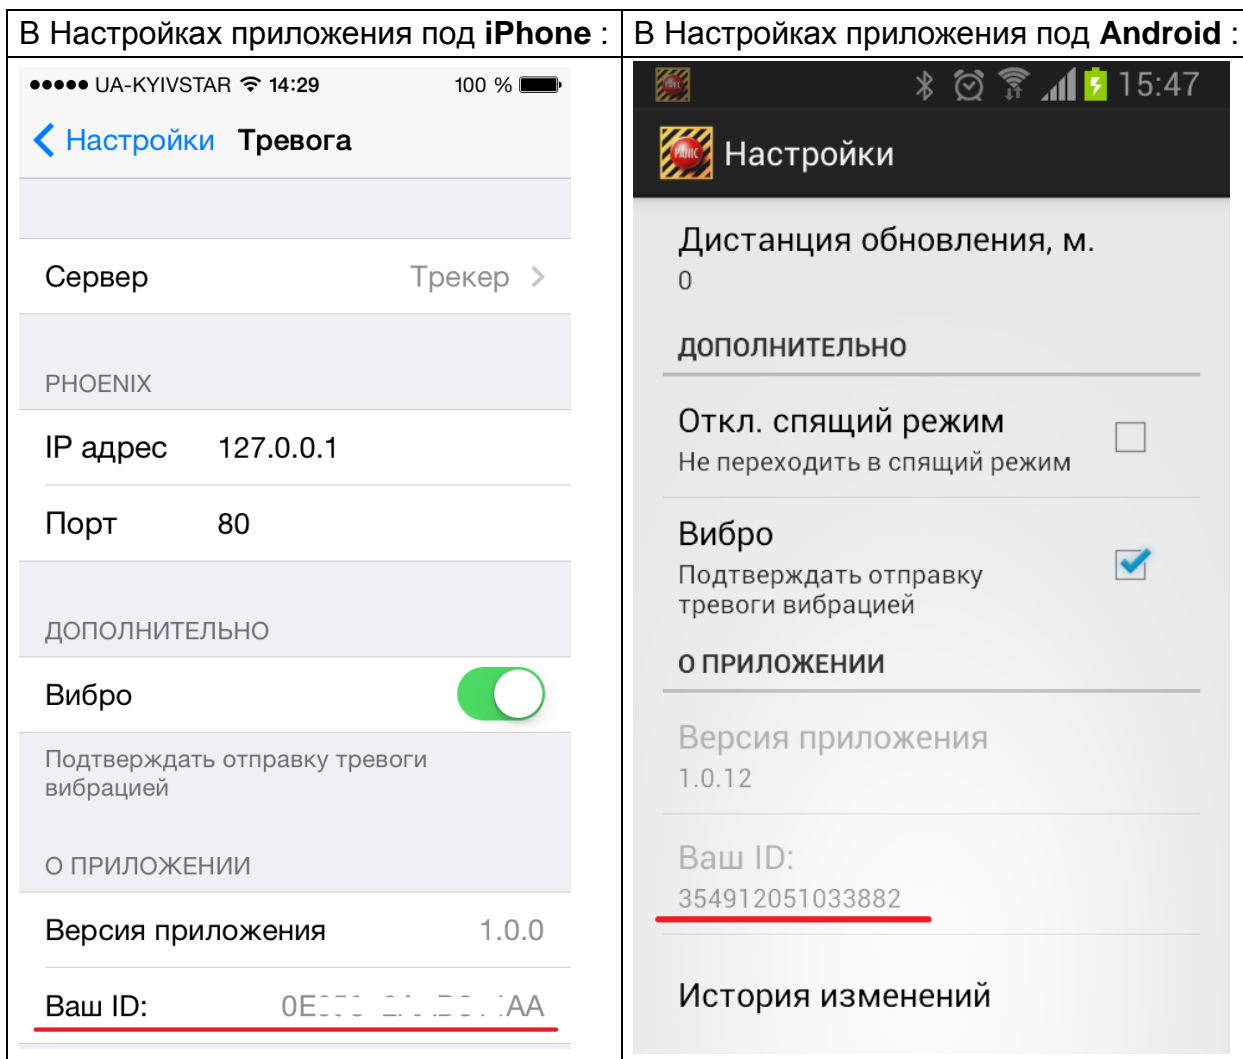 В Настройках приложения под iPhone :
UA-KYIVSTAR 14:29 100 %
Настройки Тревога
Сервер Трекер
PHOENIX
IP адрес 127.0.0.1
Порт 80
ДОПОЛНИТЕЛЬНО
Вибро
Подтверждать отправку тревоги
вибрацией
О ПРИЛОЖЕНИИ
Версия приложения 1.0.0
Ваш ID:
В Настройках приложения под Android :
15:47
PANIC
Настройки
Дистанция обновления, м.
0
ДОПОЛНИТЕЛЬНО
Откл. спящий режим
Не переходить в спящий режим
Вибро
Подтверждать отправку
тревоги вибрацией
О ПРИЛОЖЕНИИ
Версия приложения
1.0.12
Ваш ID:
354912051033882
История изменений